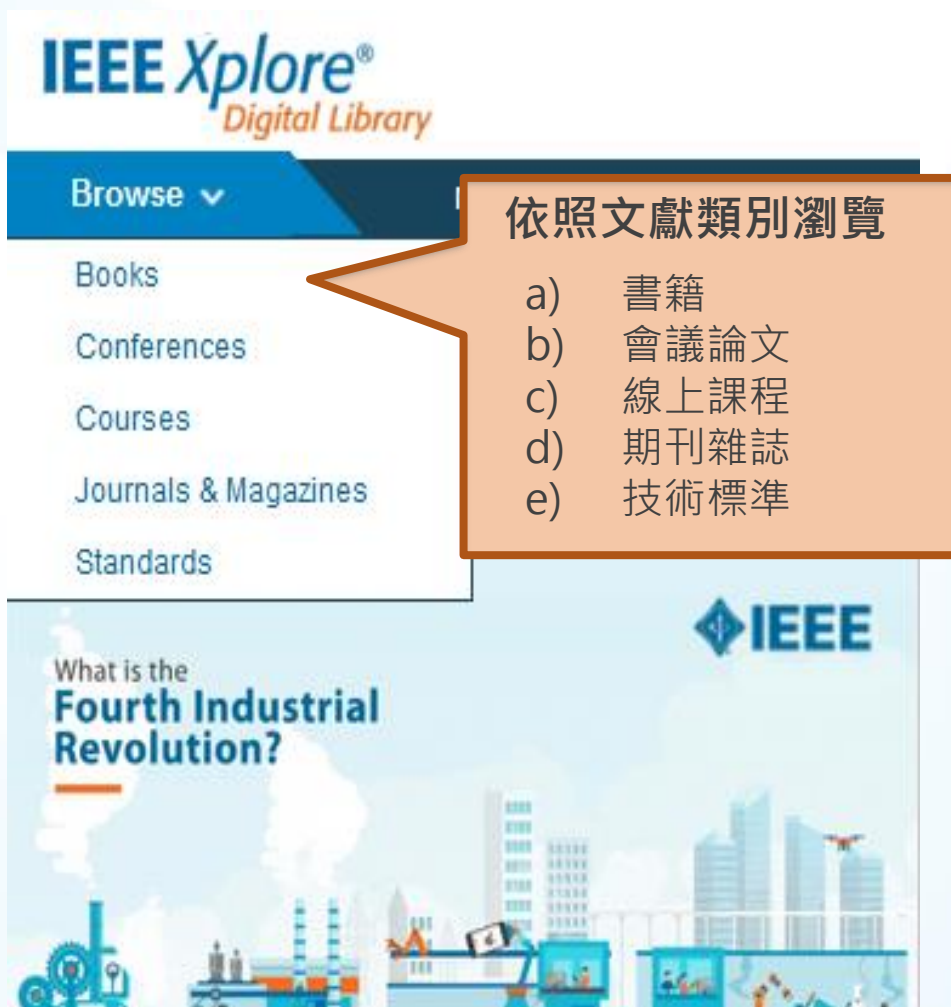 IEEE Xplore®
Digital Library
Browse
Books
Conferences
Courses
Journals & Magazines
Standards
依照文獻類別瀏覽
a) 書籍
b) 會議論文
c) 線上課程
d) 期刊雜誌
e) 技術標準
IEEE
What is the
Fourth Industrial
Revolution?